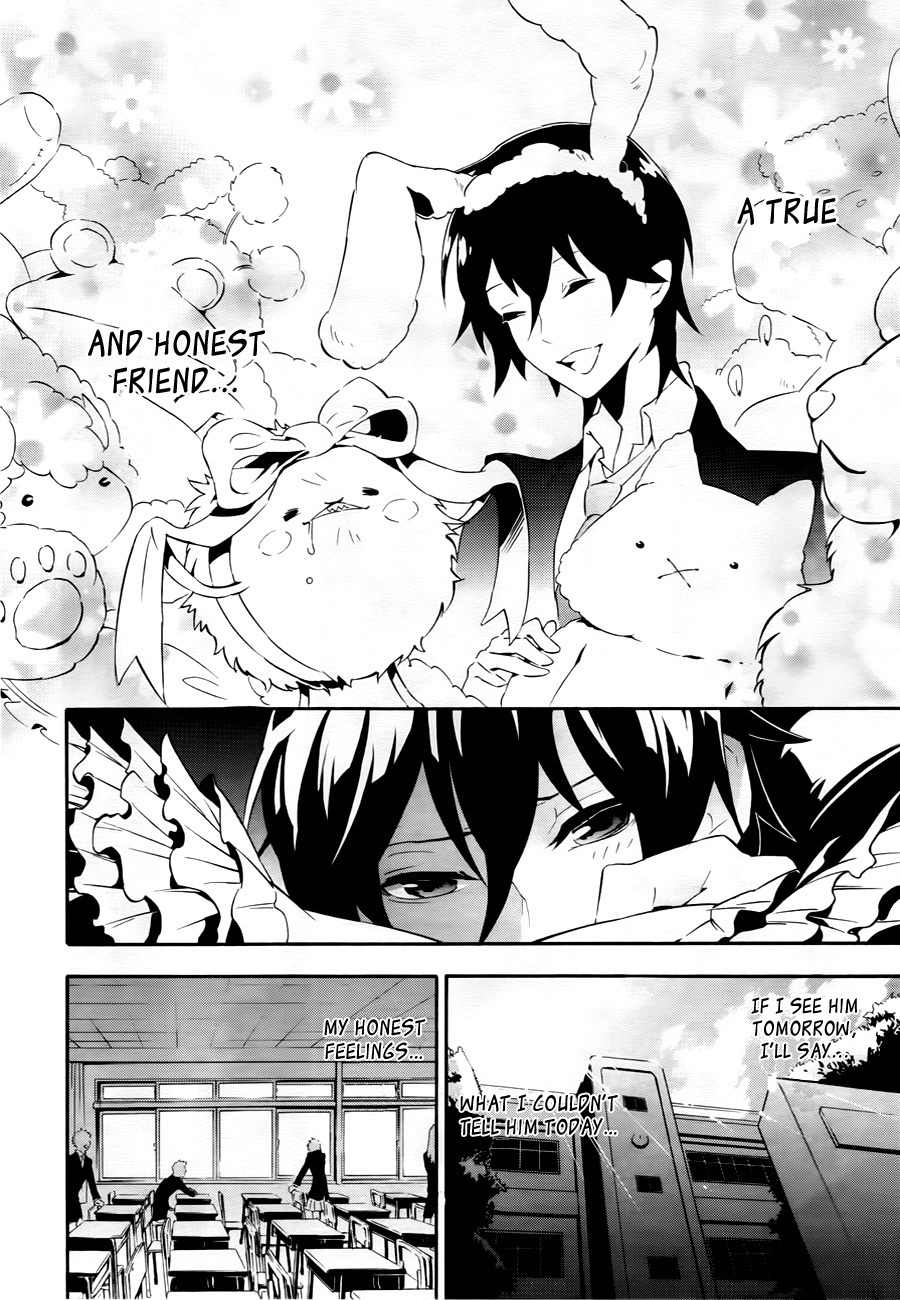 A TRUE
AND HONEST
FRIEND...
IF I SEE HIM
TOMORROW,
I'LL SAY...
WHAT I COULDN'T
TELL HIM TODAY...
MY HONEST
FEELINGS...